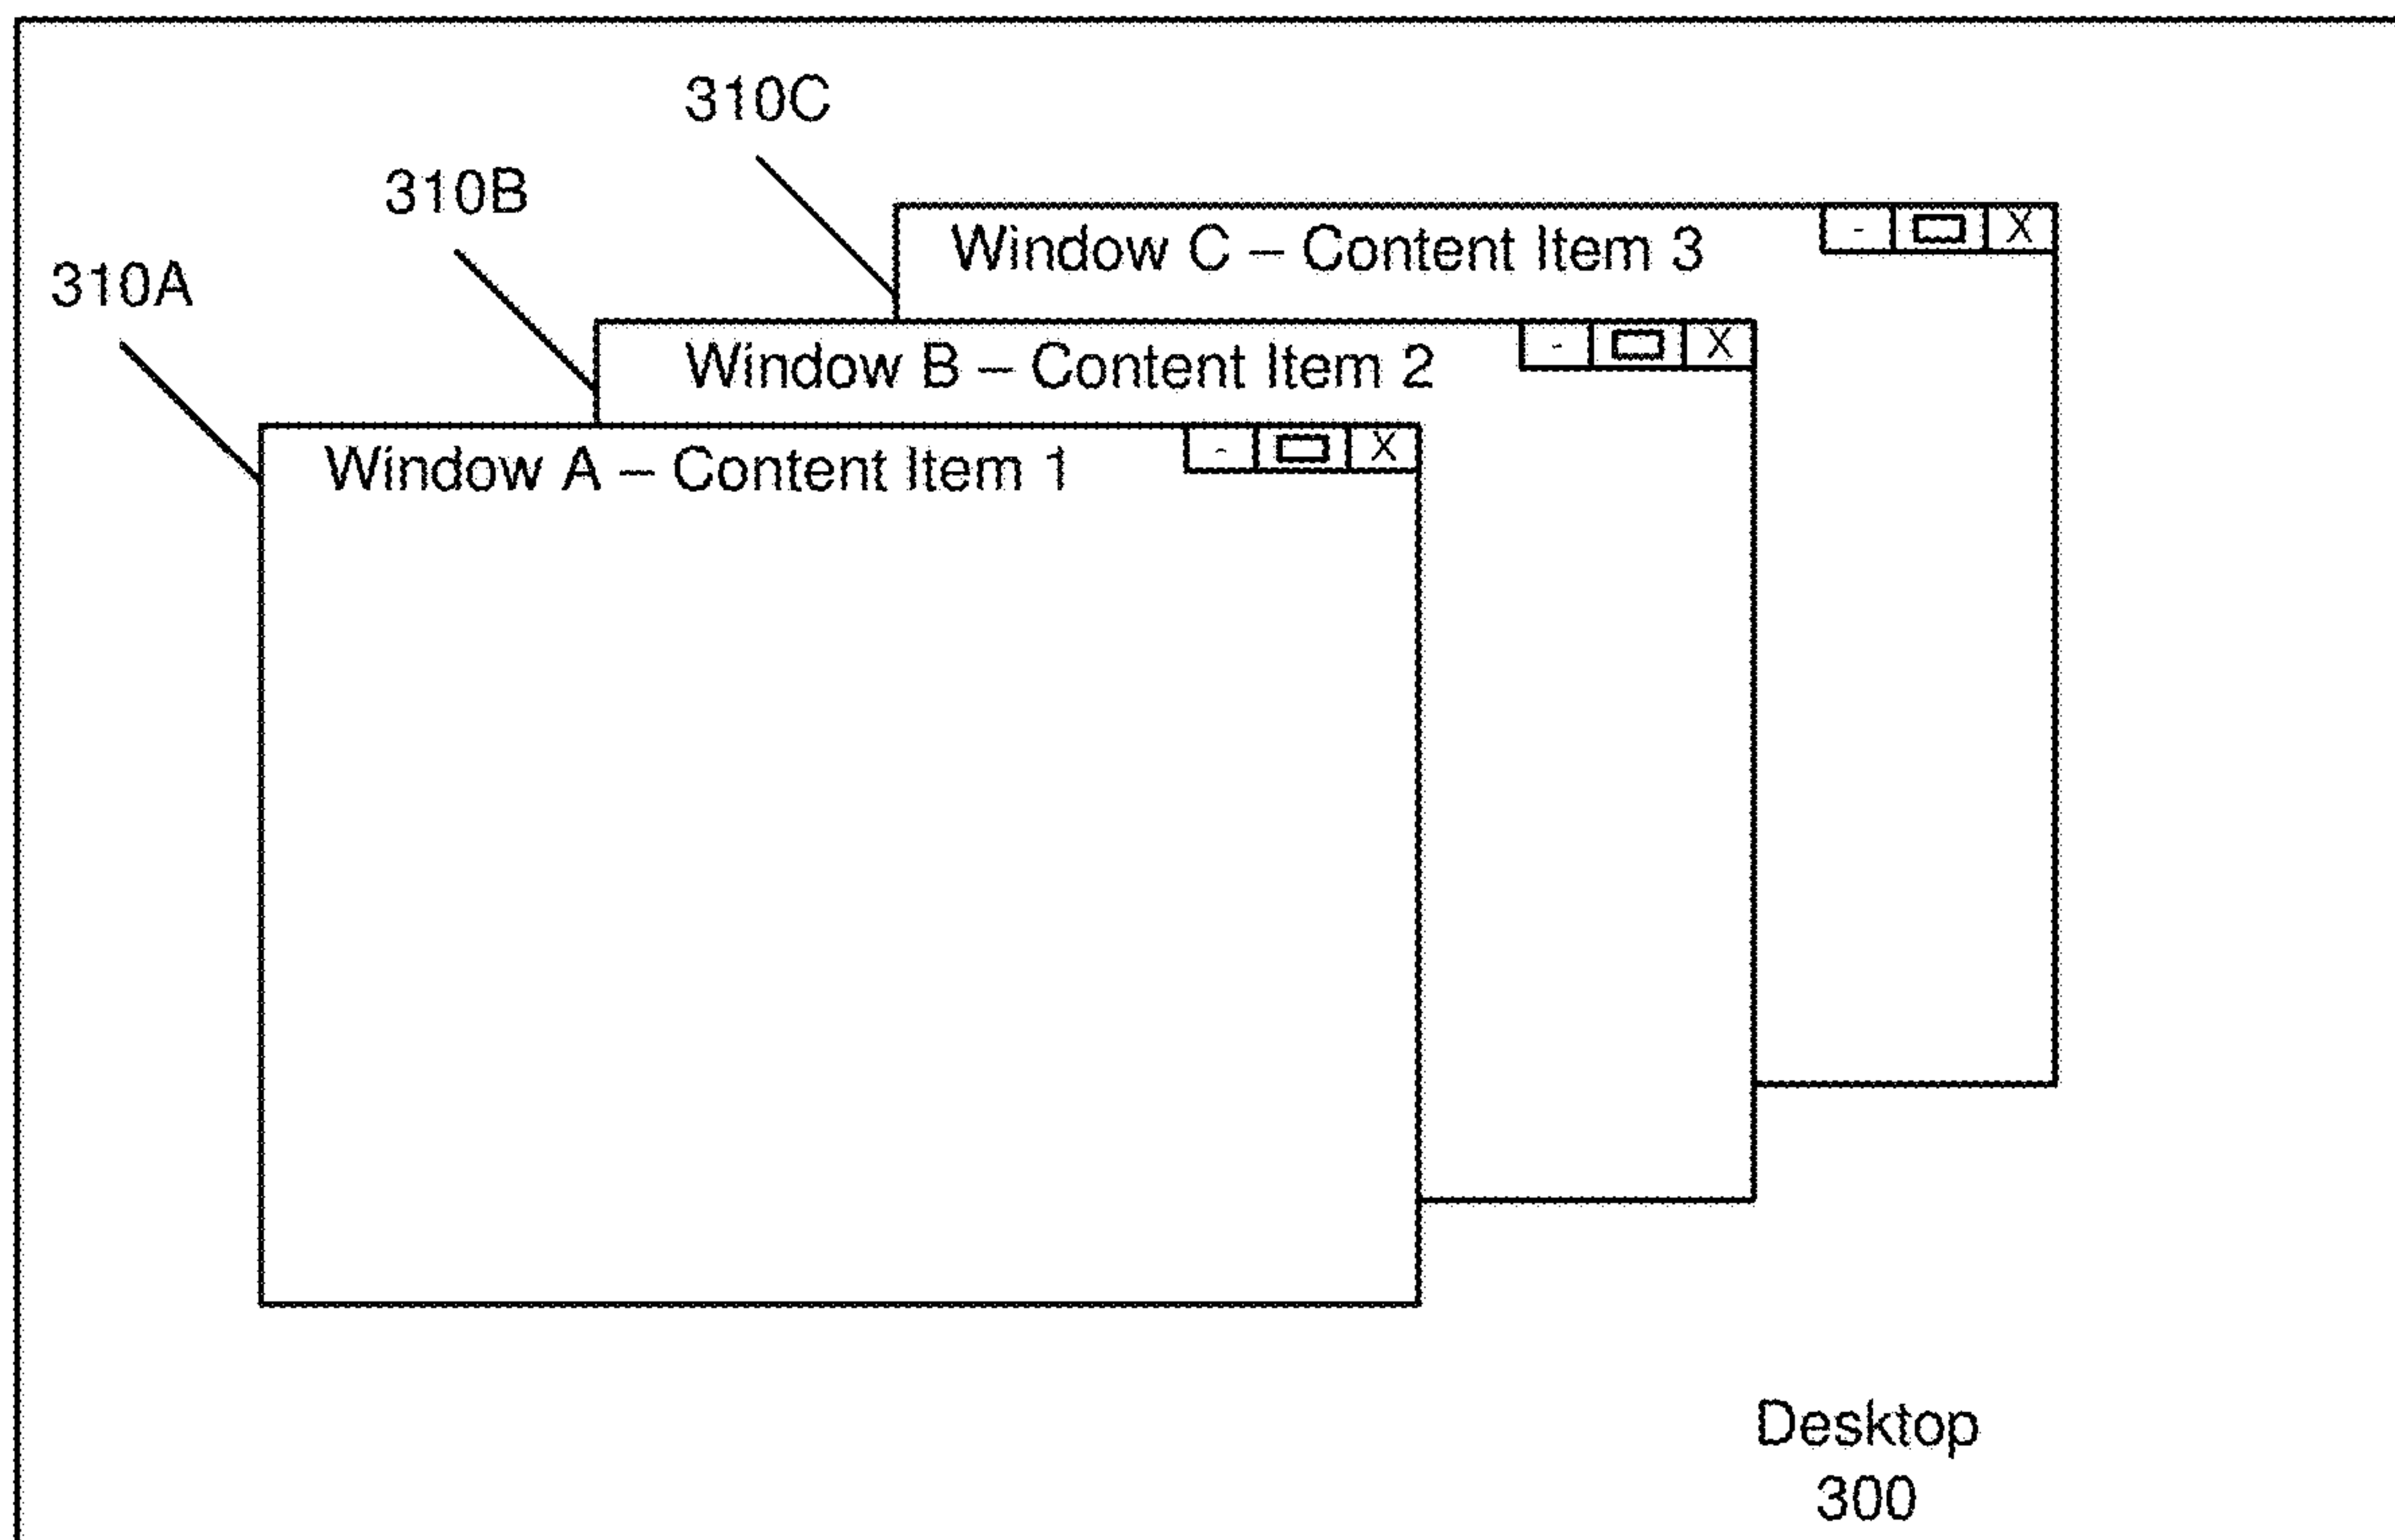 310C
310B
310A
Window C – Content Item 3
- X
Window B – Content Item 2
- X
Window A – Content Item 1
- X
Desktop
300